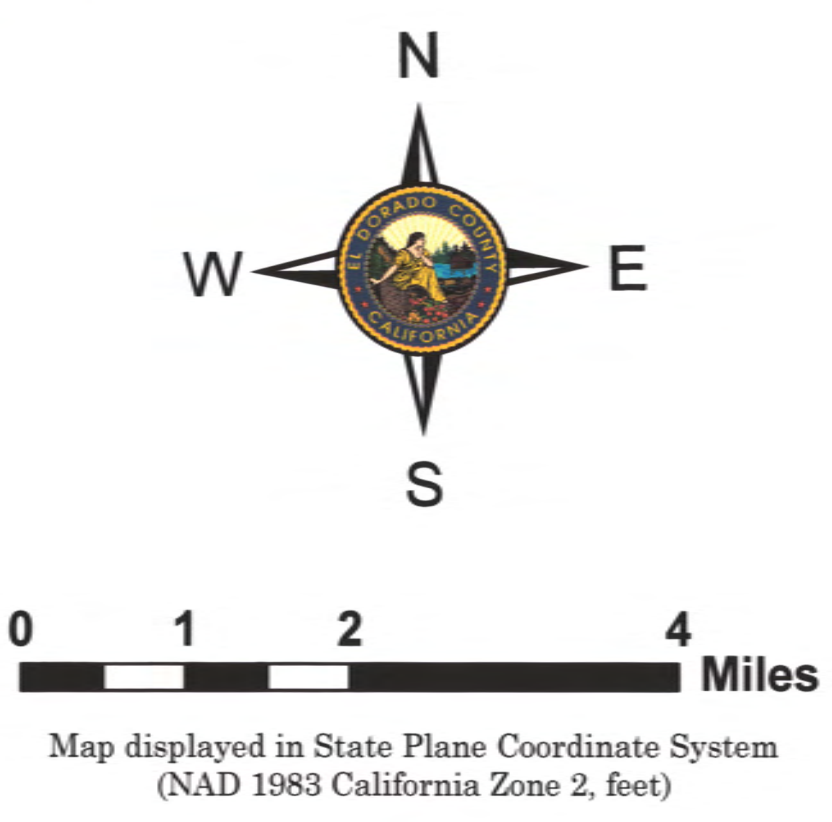 N
W
EL DORADO COUNTY
CALIFORNIA
E
S
0 1 2 4
Miles
Map displayed in State Plane Coordinate System
(NAD 1983 California Zone 2, feet)